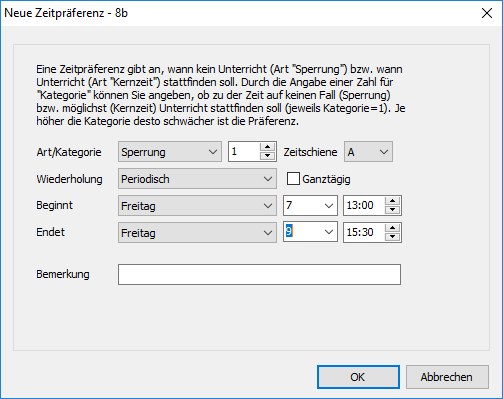 Neue Zeitpräferenz - 8b
Eine Zeitpräferenz gibt an, wann kein Unterricht (Art "Sperrung") bzw. wann
Unterricht (Art "Kernzeit") stattfinden soll. Durch die Angabe einer Zahl für
"Kategorie" können Sie angeben, ob zu der Zeit auf keinen Fall (Sperrung)
bzw. möglichst (Kernzeit) Unterricht stattfinden soll (jeweils Kategorie=1). Je
höher die Kategorie desto schwächer ist die Präferenz.
Art/Kategorie Sperrung 1 Zeitschiene A
Wiederholung Periodisch Ganztägig
Beginnt Freitag 7 13:00
Endet Freitag 9 15:30
Bemerkung
OK Abbrechen